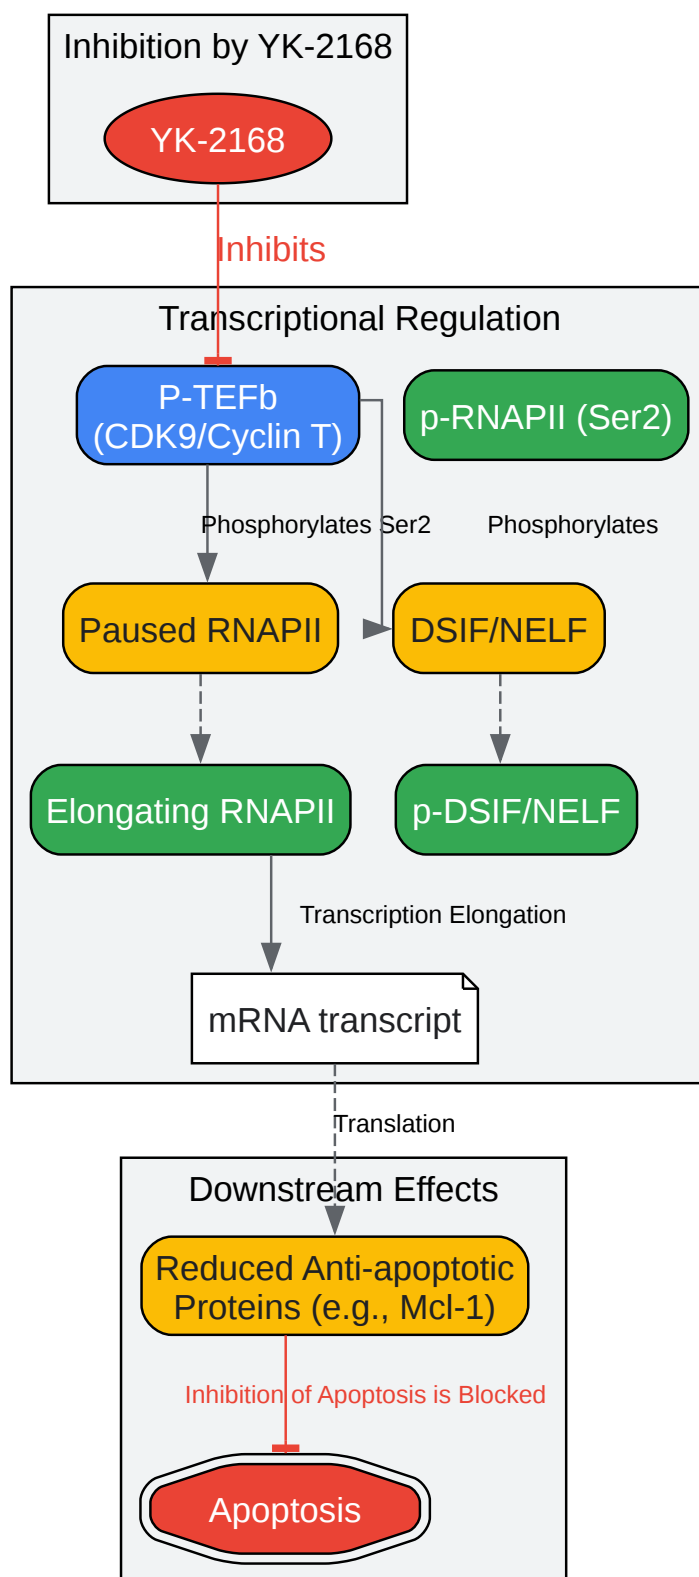 Inhibition by YK-2168
YK-2168
Inhibits
Transcriptional Regulation
P-TEFb
(CDK9/Cyclin T)
p-RNAPII (Ser2)
Phosphorylates Ser2
Phosphorylates
Paused RNAPII
DSIF/NELF
Elongating RNAPII
p-DSIF/NELF
Transcription Elongation
mRNA transcript
Translation
Downstream Effects
Reduced Anti-apoptotic
Proteins (e.g., Mcl-1)
Inhibition of Apoptosis is Blocked
Apoptosis